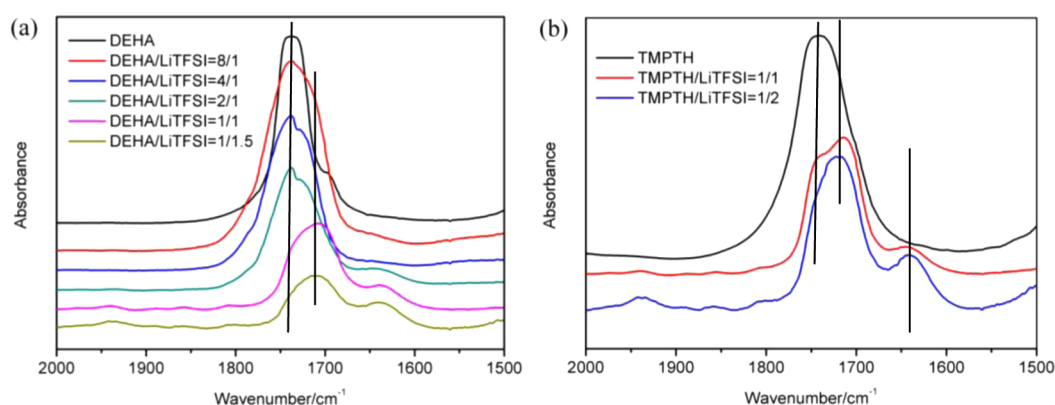 (a)
DEHA
DEHA/LiTFSI=8/1
DEHA/LiTFSI=4/1
DEHA/LiTFSI=2/1
DEHA/LiTFSI=1/1
DEHA/LiTFSI=1/1.5
Absorbance
2000 1900 1800 1700 1600 1500
Wavenumber/cm-1
(b)
TMPTH
TMPTH/LiTFSI=1/1
TMPTH/LiTFSI=1/2
Absorbance
2000 1900 1800 1700 1600 1500
Wavenumber/cm-1